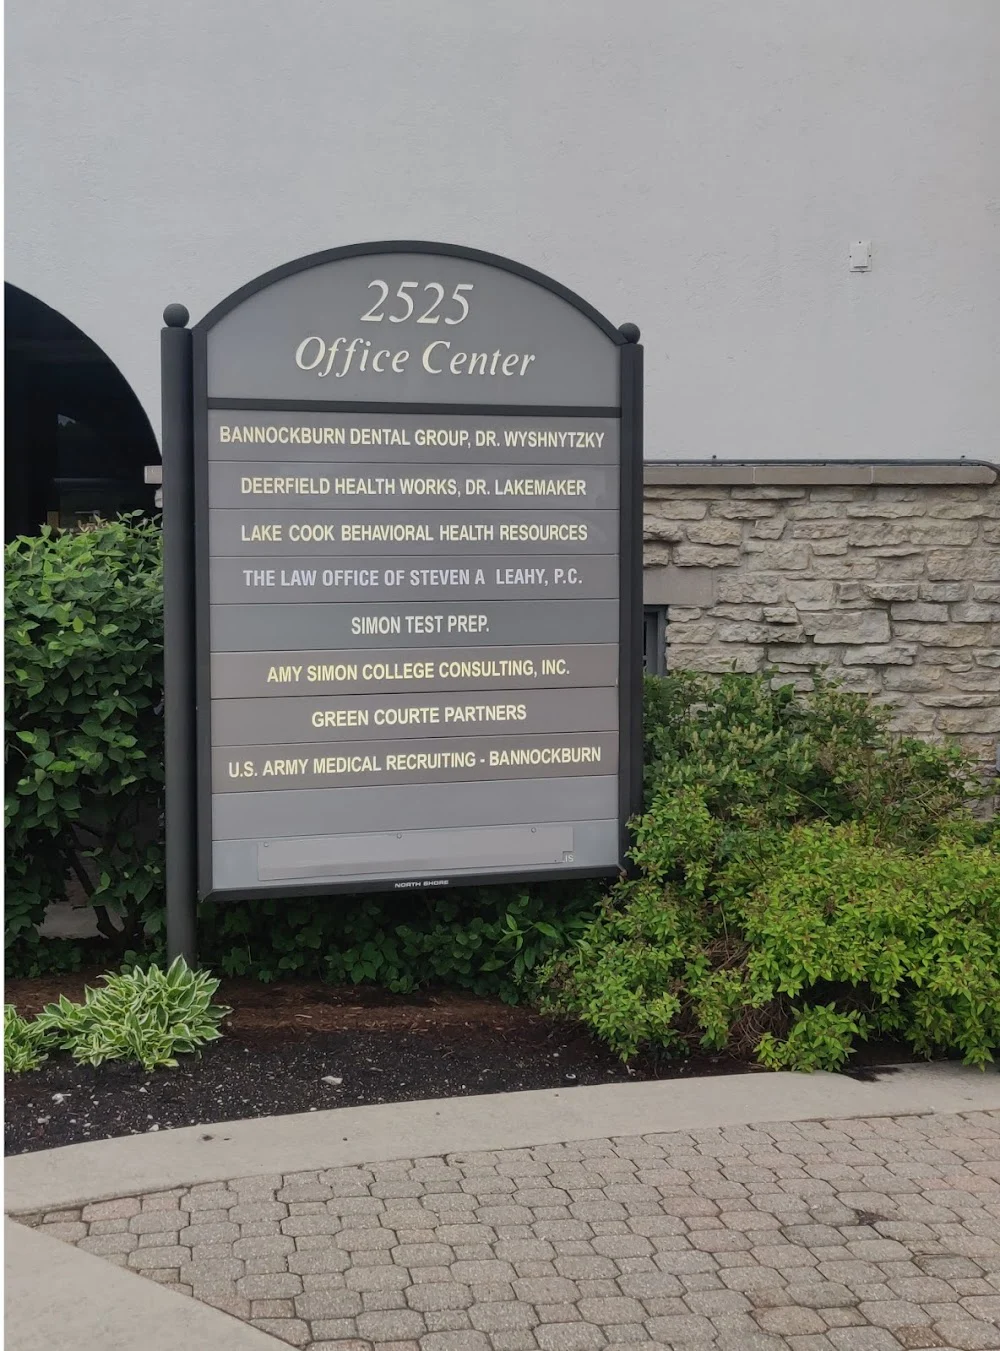 2525
Office Center
BANNOCKBURN DENTAL GROUP, DR. WYSHNYTZKY
DEERFIELD HEALTH WORKS, DR. LAKEMAKER
LAKE COOK BEHAVIORAL HEALTH RESOURCES
THE LAW OFFICE OF STEVEN A LEAHY, P.C.
SIMON TEST PREP.
AMY SIMON COLLEGE CONSULTING, INC.
GREEN COURTE PARTNERS
U.S. ARMY MEDICAL RECRUITING - BANNOCKBURN
NORTH SHORE